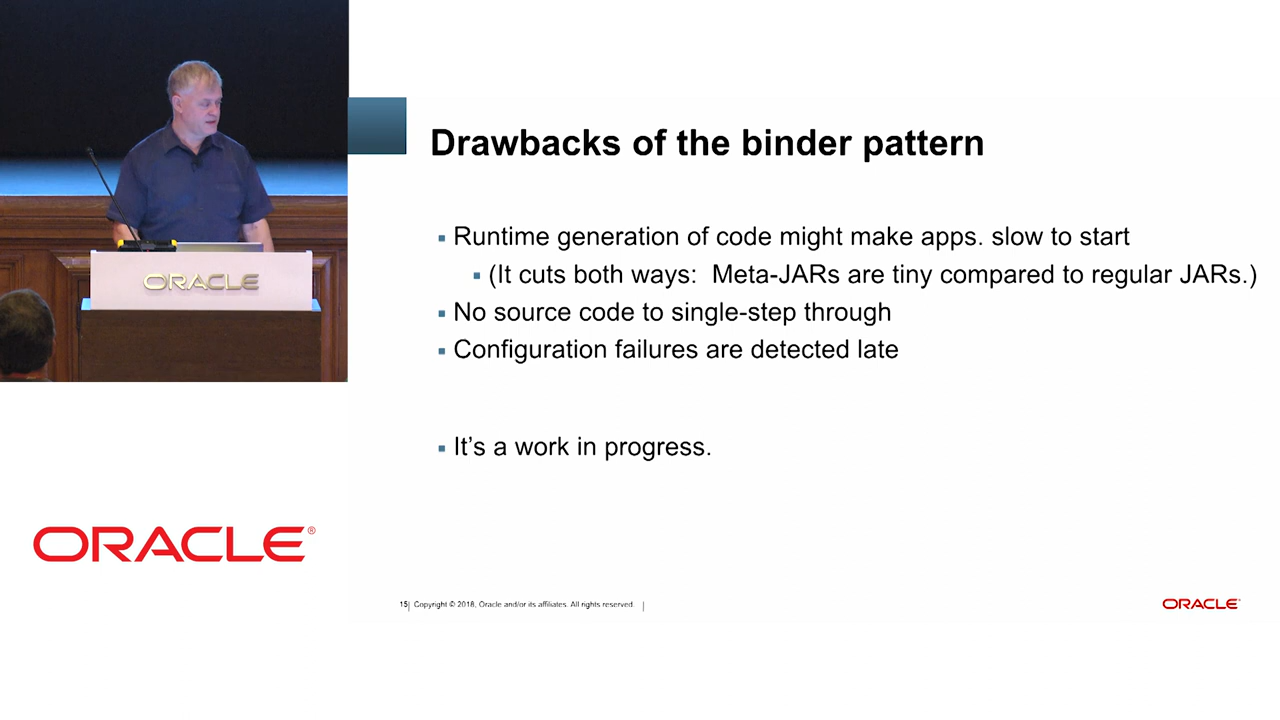 ORACLE
Drawbacks of the binder pattern
▪ Runtime generation of code might make apps. slow to start
▪ (It cuts both ways: Meta-JARs are tiny compared to regular JARs.)
▪ No source code to single-step through
▪ Configuration failures are detected late
▪ It's a work in progress.
ORACLE®
15| Copyright © 2018, Oracle and/or its affiliates. All rights reserved |
ORACLE®